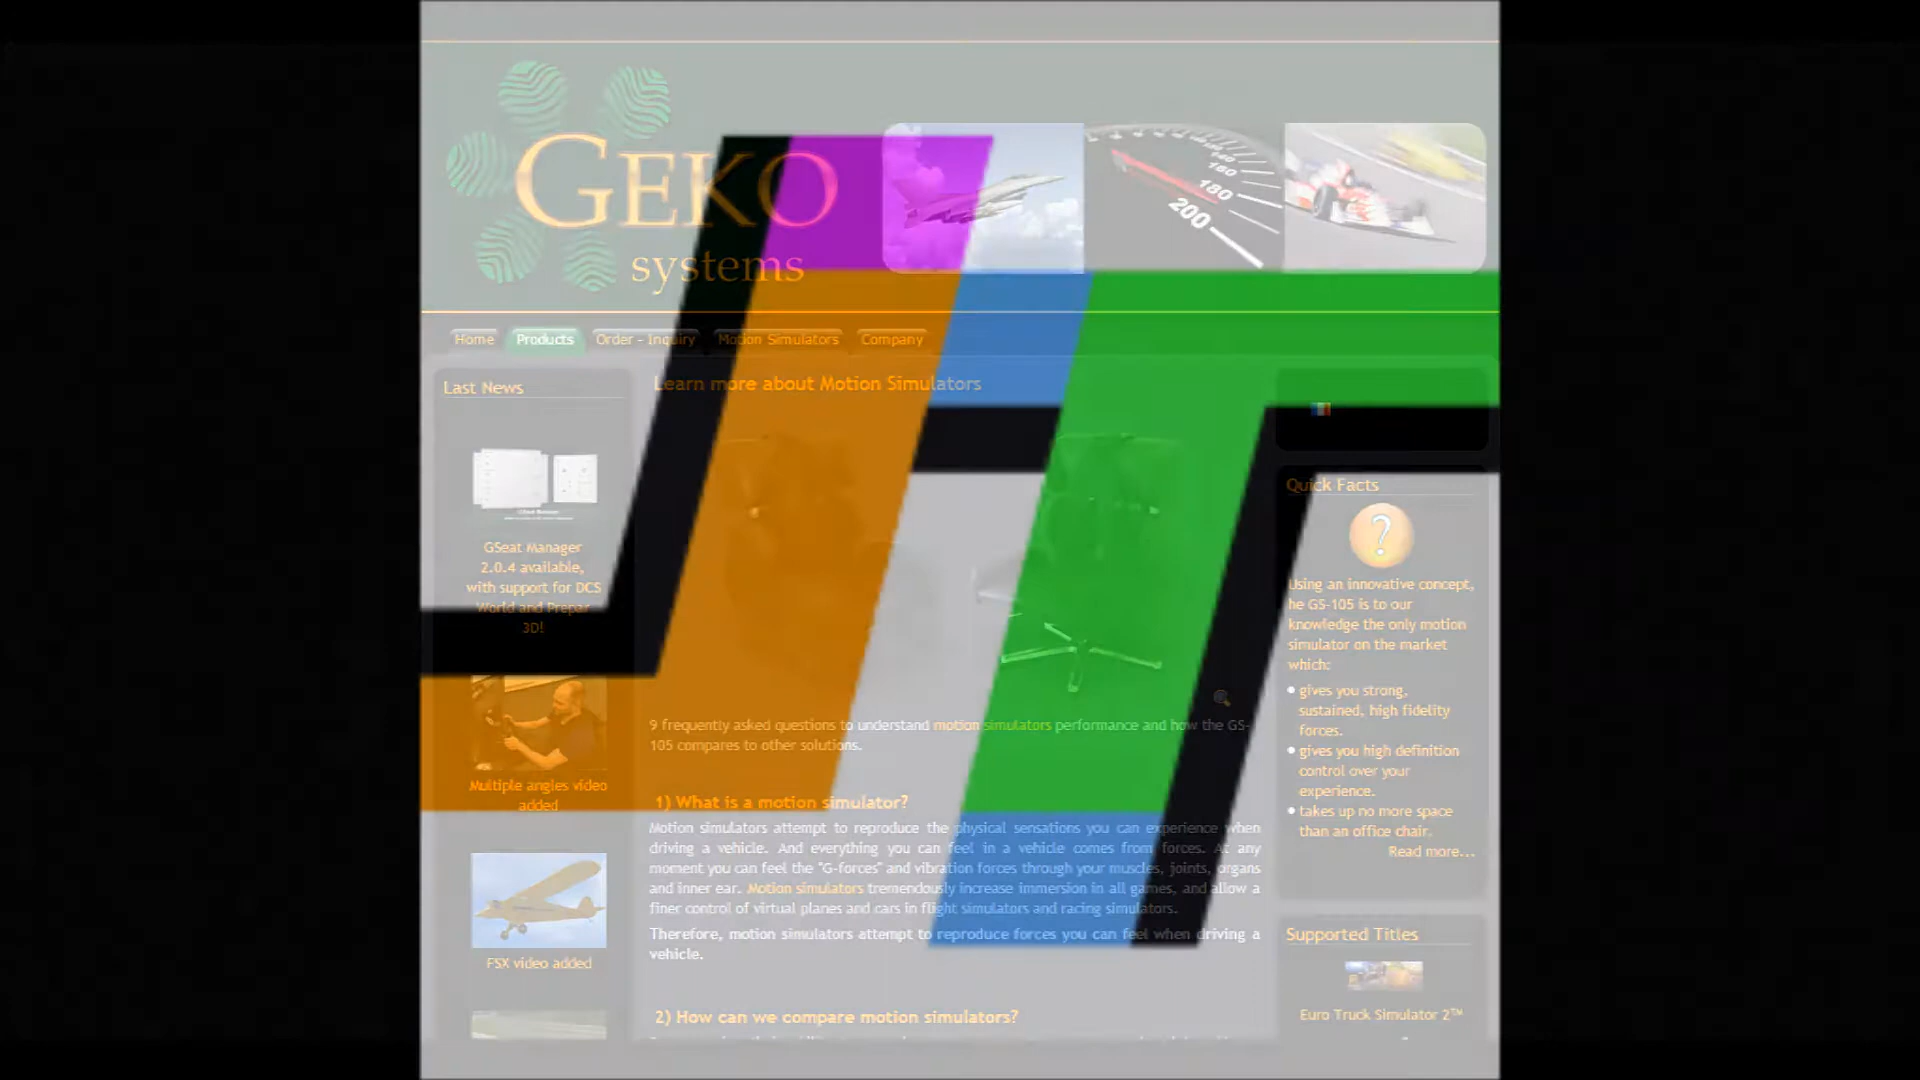 GEKO
systems
160
180
200
Home
Products
Order - Inquiry
Motion Simulators
Company
Last News
GSeat Manager
2.0.4 available,
with support for DCS
World and Prepar
3D!
Multiple angles video
added
FSX video added
Learn more about Motion Simulators
9 frequently asked questions to understand motion simulators performance and how the GS-
105 compares to other solutions.
1) What is a motion simulator?
Motion simulators attempt to reproduce the physical sensations you can experience when
driving a vehicle. And everything you can feel in a vehicle comes from forces. At any
moment you can feel the "G-forces" and vibration forces through your muscles, joints, organs
and inner ear. Motion simulators tremendously increase immersion in all games, and allow a
finer control of virtual planes and cars in flight simulators and racing simulators.
Therefore, motion simulators attempt to reproduce forces you can feel when driving a
vehicle.
2) How can we compare motion simulators?
Quick Facts
?
Using an innovative concept,
he GS-105 is to our
knowledge the only motion
simulator on the market
which:
• gives you strong,
sustained, high fidelity
forces.
• gives you high definition
control over your
experience.
• takes up no more space
than an office chair.
Read more...
Supported Titles
Euro Truck Simulator 2™